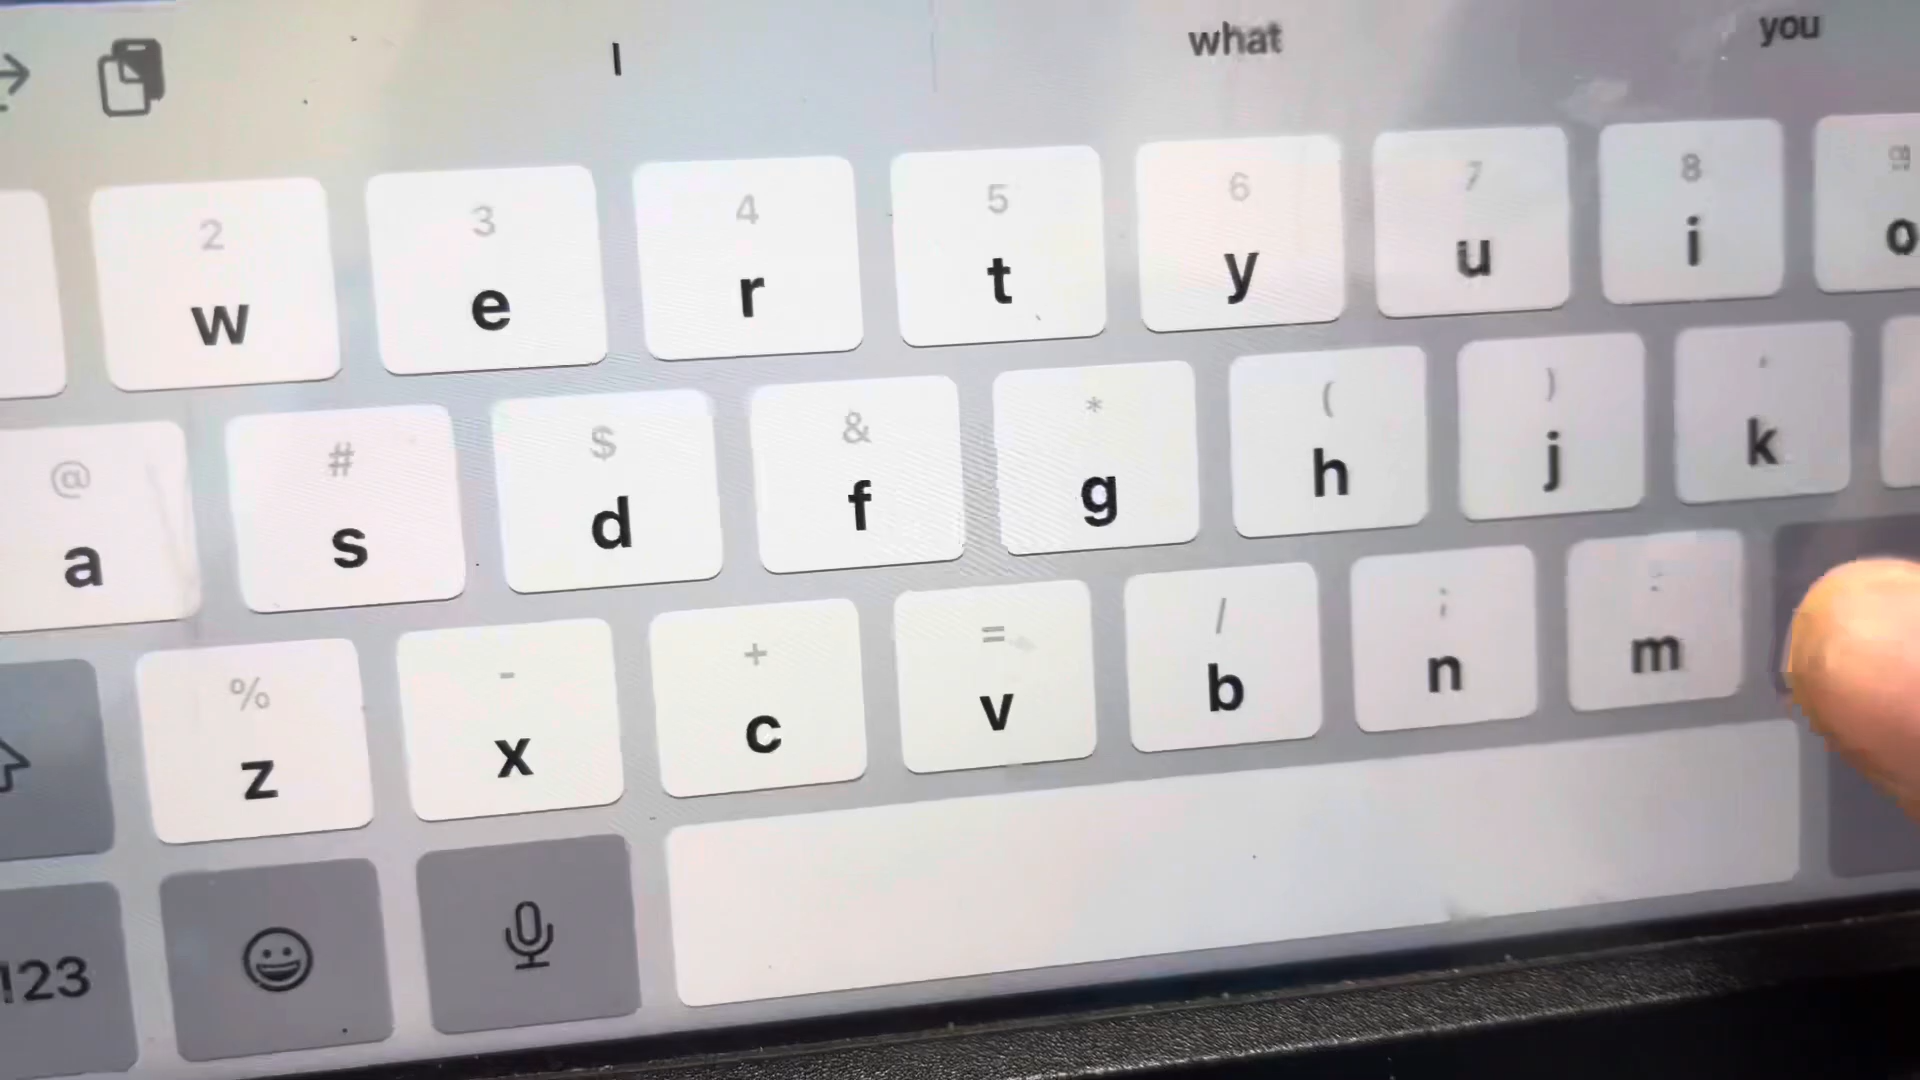 I what you
2 3 4 5 6 7 8
w e r t y u i o
@ # $ & * ( ) '
a s d f g h j k
% - + = / ; :
z x c v b n m
123